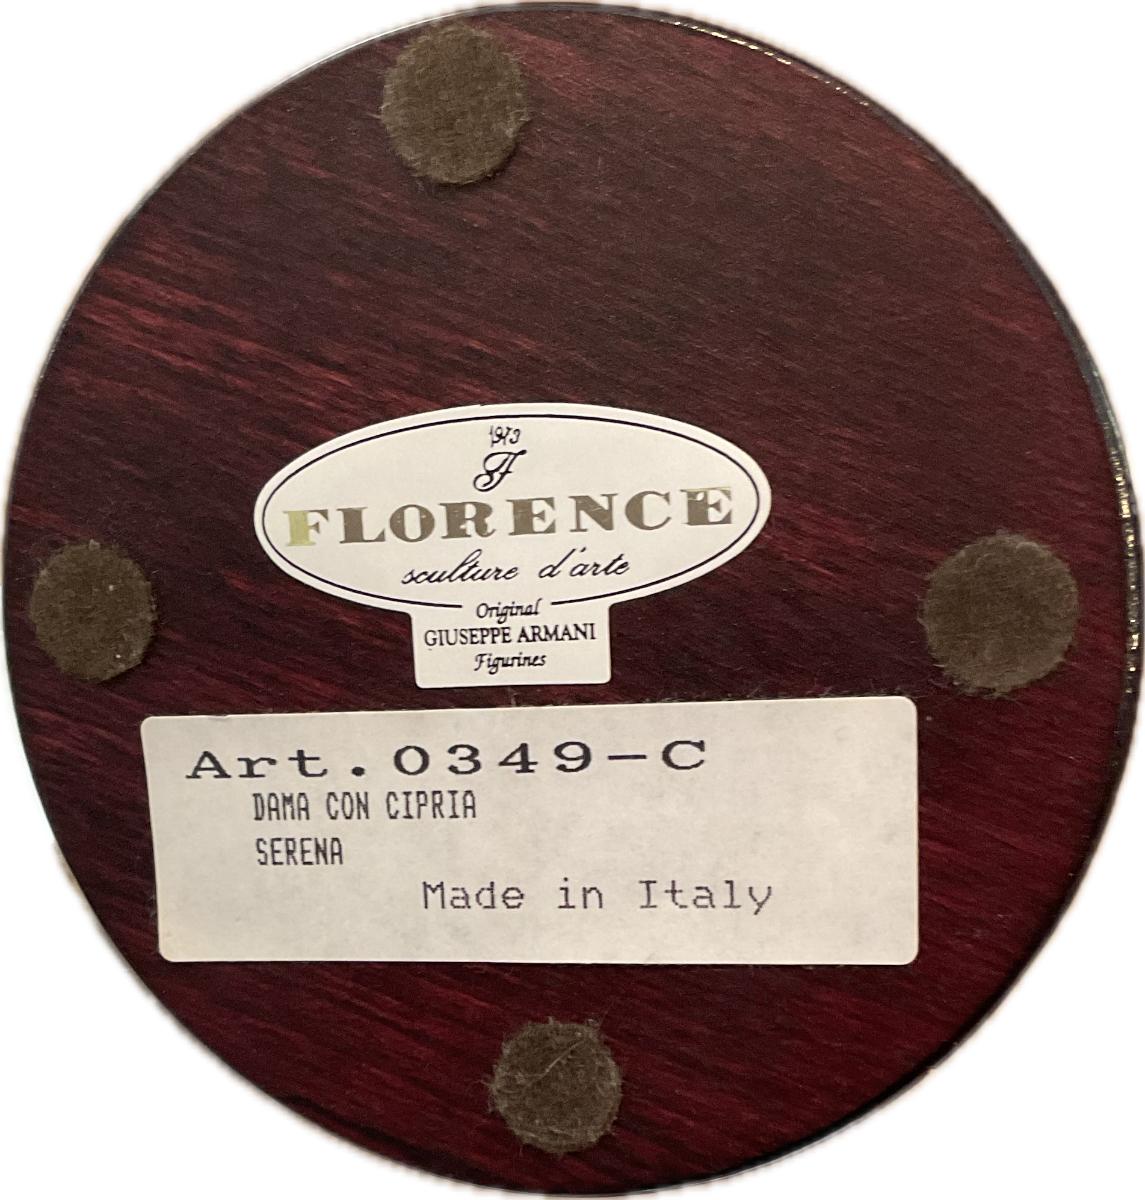 1973
F
FLORENCE
sculture d'arte
Original
GIUSEPPE ARMANI
Figurines
Art.0349-C
DAMA CON CIPRIA
SERENA
Made in Italy